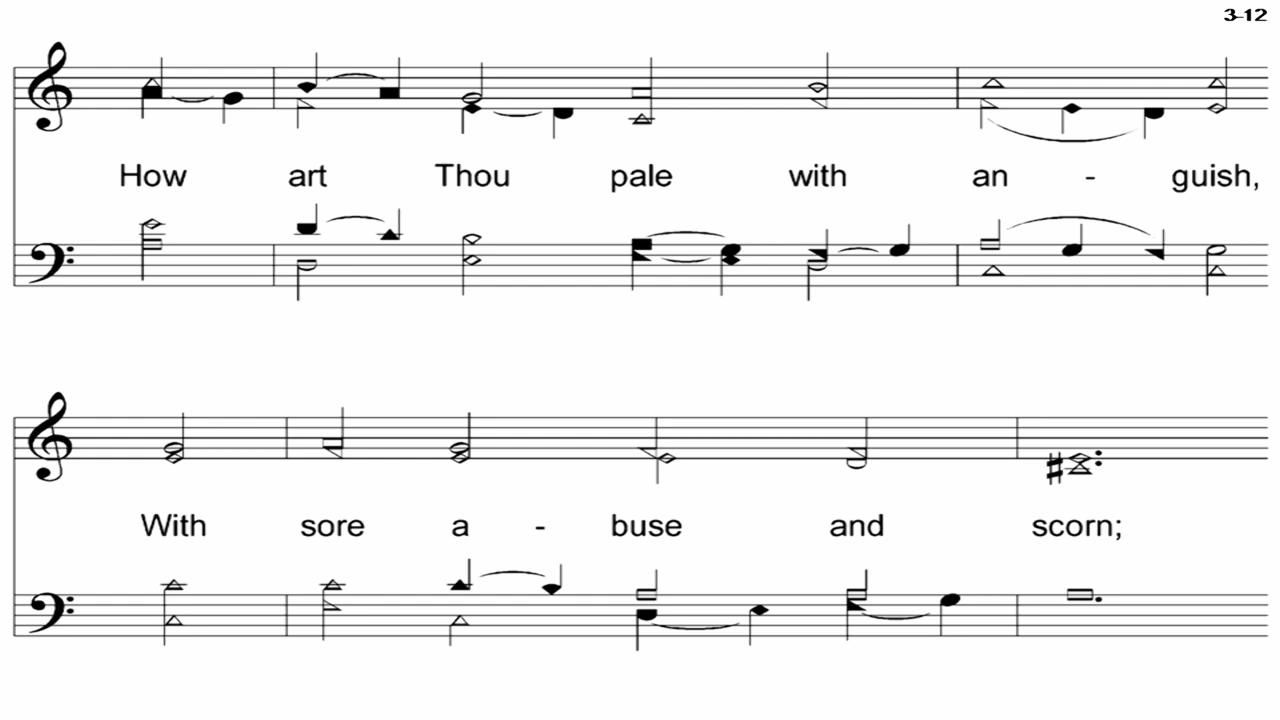 3-12
How art Thou pale with an - guish,
With sore a - buse and scorn;